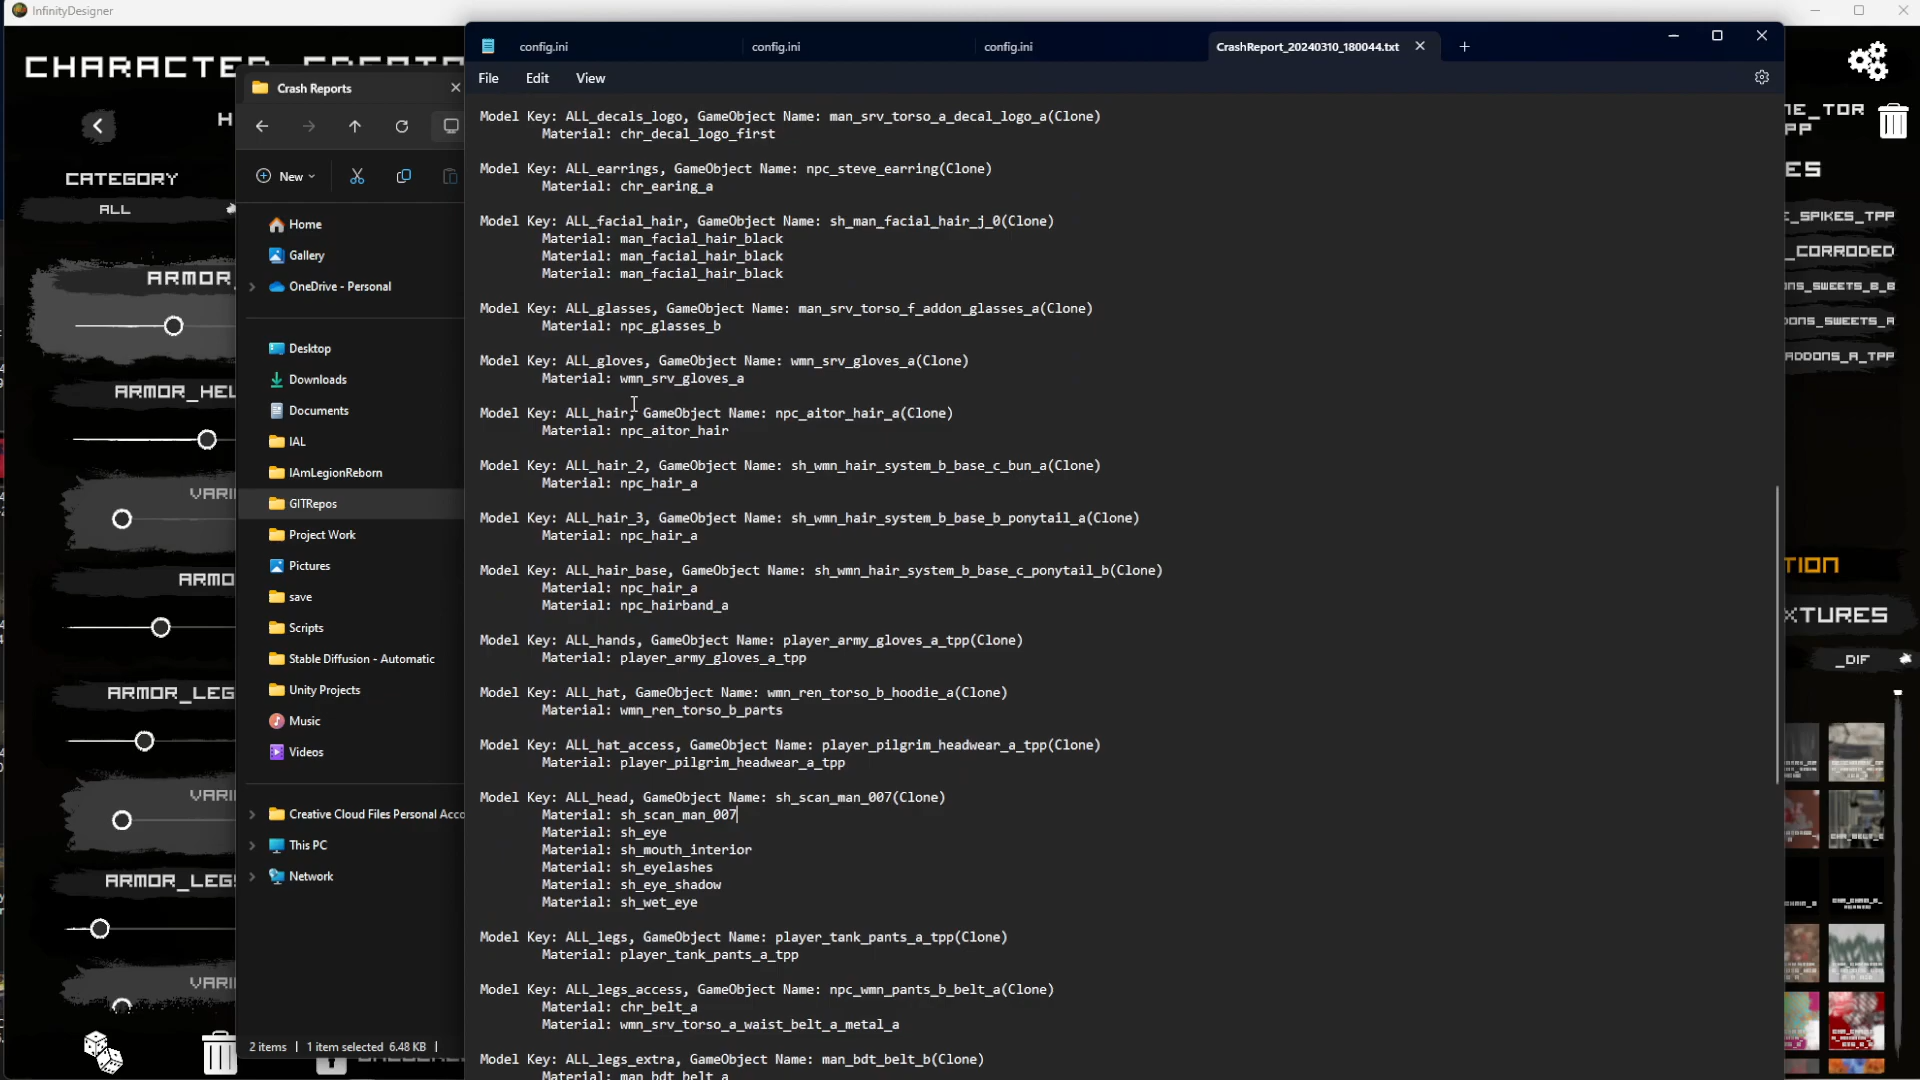 InfinityDesigner
config.ini
config.ini
config.ini
CrashReport_20240310_180044.txt
File
Edit
View
Crash Reports
New
CATEGORY
ALL
Home
Gallery
OneDrive - Personal
Desktop
Downloads
Documents
IAL
IAmLegionReborn
GITRepos
Project Work
Pictures
save
Scripts
Stable Diffusion - Automatic
Unity Projects
Music
Videos
Creative Cloud Files Personal Acco
This PC
Network
2 items
1 item selected 6.48 KB
Model Key: ALL_decals_logo, GameObject Name: man_srv_torso_a_decal_logo_a(Clone)
Material: chr_decal_logo_first
Model Key: ALL_earrings, GameObject Name: npc_steve_earring(Clone)
Material: chr_earing_a
Model Key: ALL_facial_hair, GameObject Name: sh_man_facial_hair_j_0(Clone)
Material: man_facial_hair_black
Material: man_facial_hair_black
Material: man_facial_hair_black
Model Key: ALL_glasses, GameObject Name: man_srv_torso_f_addon_glasses_a(Clone)
Material: npc_glasses_b
Model Key: ALL_gloves, GameObject Name: wmn_srv_gloves_a(Clone)
Material: wmn_srv_gloves_a
Model Key: ALL_hair, GameObject Name: npc_aitor_hair_a(Clone)
Material: npc_aitor_hair
Model Key: ALL_hair_2, GameObject Name: sh_wmn_hair_system_b_base_c_bun_a(Clone)
Material: npc_hair_a
Model Key: ALL_hair_3, GameObject Name: sh_wmn_hair_system_b_base_b_ponytail_a(Clone)
Material: npc_hair_a
Model Key: ALL_hair_base, GameObject Name: sh_wmn_hair_system_b_base_c_ponytail_b(Clone)
Material: npc_hair_a
Material: npc_hairband_a
Model Key: ALL_hands, GameObject Name: player_army_gloves_a_tpp(Clone)
Material: player_army_gloves_a_tpp
Model Key: ALL_hat, GameObject Name: wmn_ren_torso_b_hoodie_a(Clone)
Material: wmn_ren_torso_b_parts
Model Key: ALL_hat_access, GameObject Name: player_pilgrim_headwear_a_tpp(Clone)
Material: player_pilgrim_headwear_a_tpp
Model Key: ALL_head, GameObject Name: sh_scan_man_007(Clone)
Material: sh_scan_man_007
Material: sh_eye
Material: sh_mouth_interior
Material: sh_eyelashes
Material: sh_eye_shadow
Material: sh_wet_eye
Model Key: ALL_legs, GameObject Name: player_tank_pants_a_tpp(Clone)
Material: player_tank_pants_a_tpp
Model Key: ALL_legs_access, GameObject Name: npc_wmn_pants_b_belt_a(Clone)
Material: chr_belt_a
Material: wmn_srv_torso_a_waist_belt_a_metal_a
Model Key: ALL_legs_extra, GameObject Name: man_bdt_belt_b(Clone)
Material: man_bdt_belt_a
ARMOR_HEL
ARMOR_LEG
ARMOR_LEG
_SPIKES_TPP
_CORRODED
XTURES
_DIF